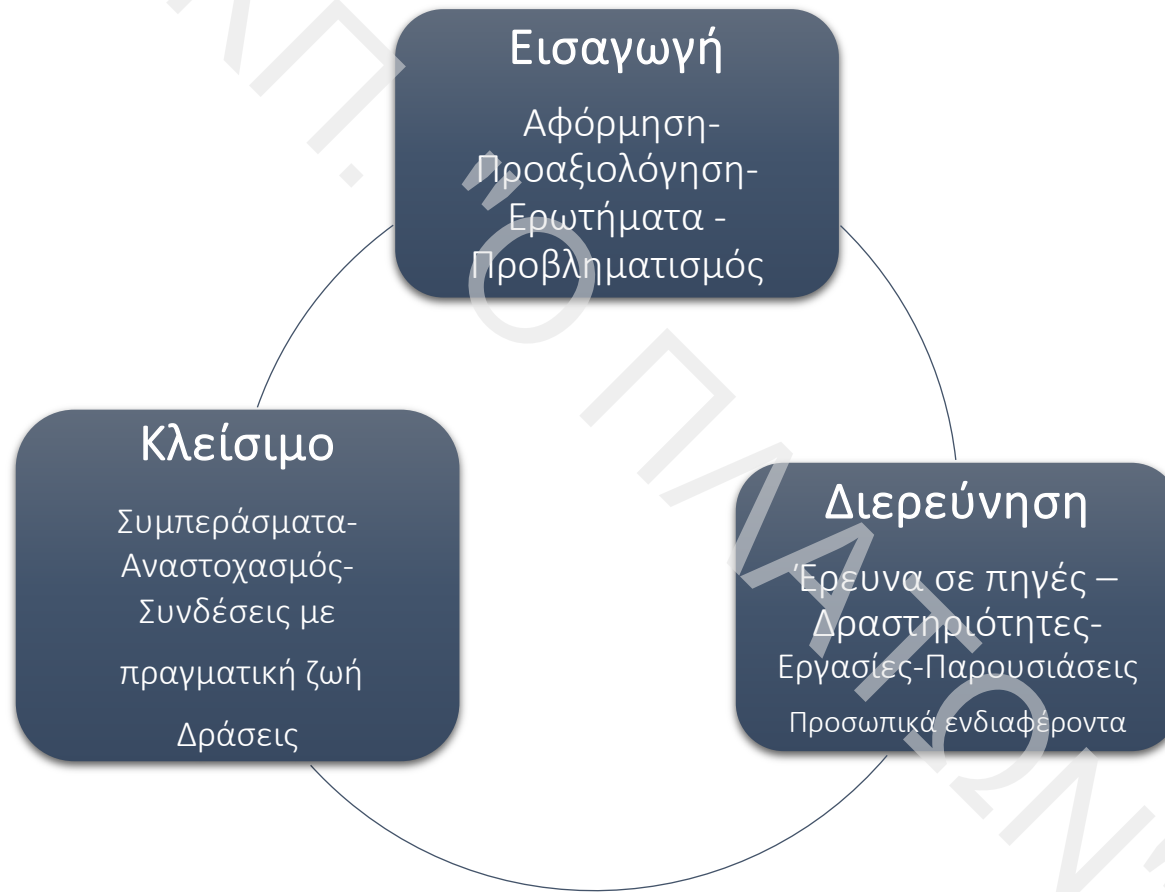 Εισαγωγή
Αφόρμηση-
Προαξιολόγηση-
Ερωτήματα -
Προβληματισμός
Κλείσιμο
Συμπεράσματα-
Αναστοχασμός-
Συνδέσεις με
πραγματική ζωή
Δράσεις
Διερεύνηση
Έρευνα σε πηγές –
Δραστηριότητες-
Εργασίες-Παρουσιάσεις
Προσωπικά ενδιαφέροντα
"Ο ΠΛΑΤΩΝ"